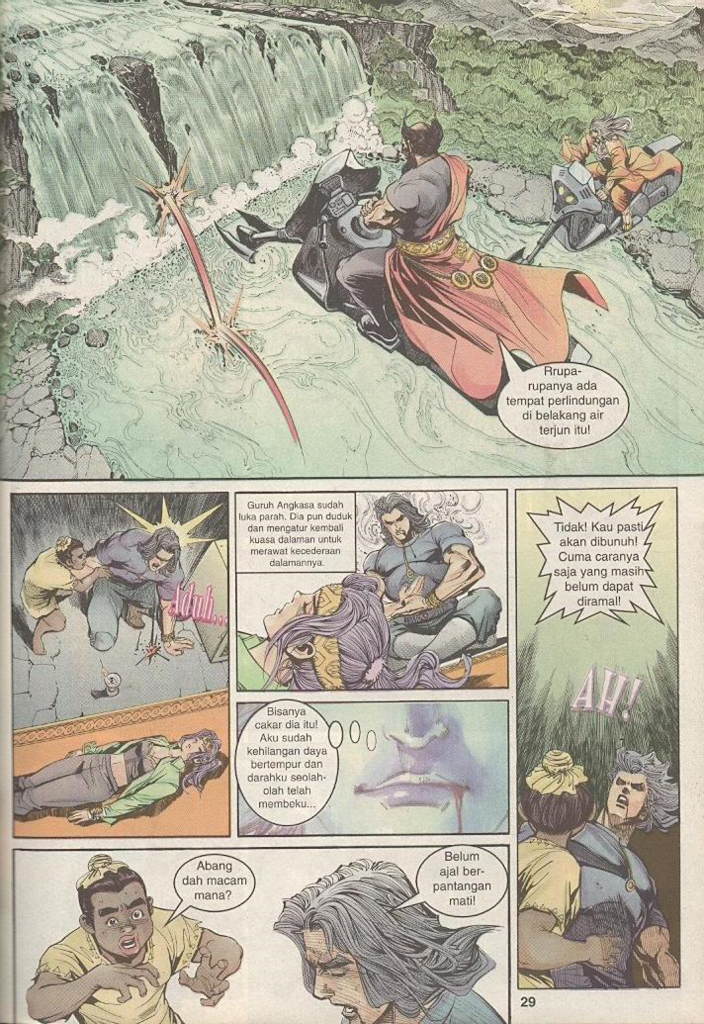 Rrupa-
rupanya ada
tempat perlindungan
di belakang air
terjun itu!
Aduh...
Guruh Angkasa sudah
luka parah. Dia pun duduk
dan mengatur kembali
kuasa dalaman untuk
merawat kecederaan
dalamannya.
Bisanya
cakar dia itu!
Aku sudah
kehilangan daya
bertempur dan
darahku seolah-
olah telah
membeku...
Tidak! Kau pasti
akan dibunuh!
Cuma caranya
saja yang masih
belum dapat
diramal!
AH!
Abang
dah macam
mana?
Belum
ajal ber-
pantangan
mati!
29